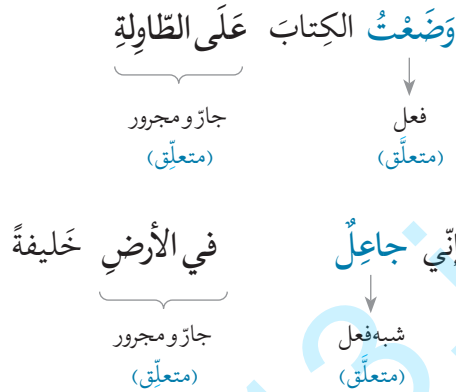 وَضَعْتُ الكِتابَ عَلَى الطّاوِلةِ
فعل جارّ و مجرور
(متعلَّق) (متعلِّق)
إنّي جاعِلٌ في الأرضِ خَليفةً
شبه‌فعل جارّ و مجرور
(متعلَّق) (متعلِّق)